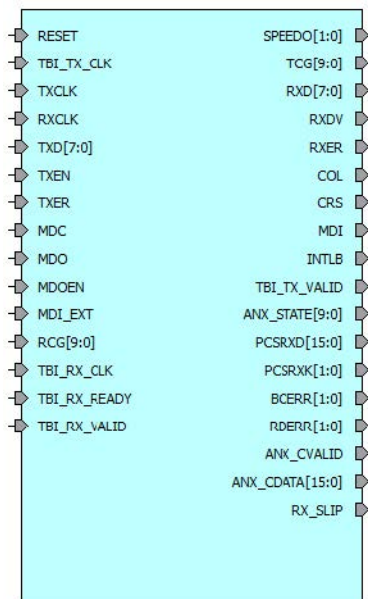 RESET SPEEDO[1:0]
TBI_TX_CLK TCG[9:0]
TXCLK RXD[7:0]
RXCLK RXDV
TXD[7:0] RXER
TXEN COL
TXER CRS
MDC MDI
MDO INTLB
MDOEN TBI_TX_VALID
MDI_EXT ANX_STATE[9:0]
RCG[9:0] PCSRXD[15:0]
TBI_RX_CLK PCSRXK[1:0]
TBI_RX_READY BCERR[1:0]
TBI_RX_VALID RDERR[1:0]
ANX_CVALID
ANX_CDATA[15:0]
RX_SLIP